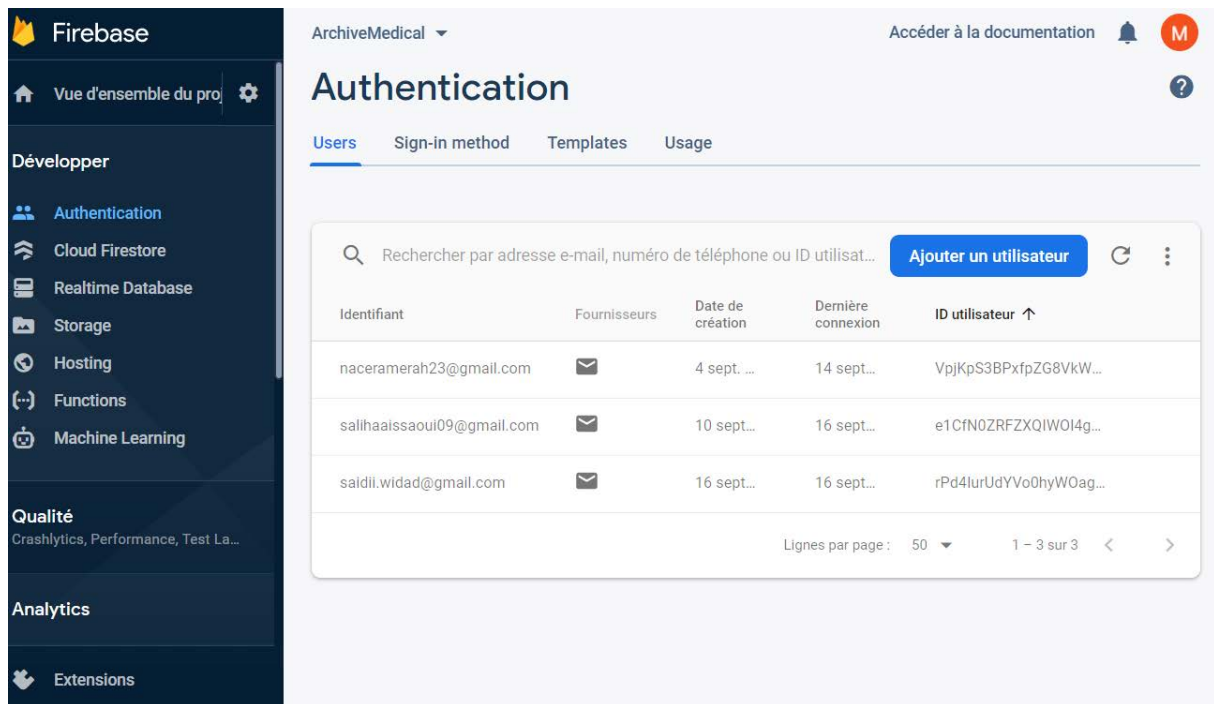 Firebase
ArchiveMedical
Accéder à la documentation
M
Vue d'ensemble du proj
Authentication
?
Users Sign-in method Templates Usage
Développer
Authentication
Cloud Firestore
Realtime Database
Storage
Hosting
Functions
Machine Learning
Qualité
Crashlytics, Performance, Test La...
Analytics
Extensions
Rechercher par adresse e-mail, numéro de téléphone ou ID utilisat... Ajouter un utilisateur
Identifiant Fournisseurs Date de création Dernière connexion ID utilisateur
naceramerah23@gmail.com 4 sept. ... 14 sept... VpjKpS3BPxfpZG8VkW...
salihaaissaoui09@gmail.com 10 sept... 16 sept... e1CfN0ZRFZXQIWOI4g...
saidii.widad@gmail.com 16 sept... 16 sept... rPd4IurUdYVo0hyWOag...
Lignes par page : 50 1 – 3 sur 3